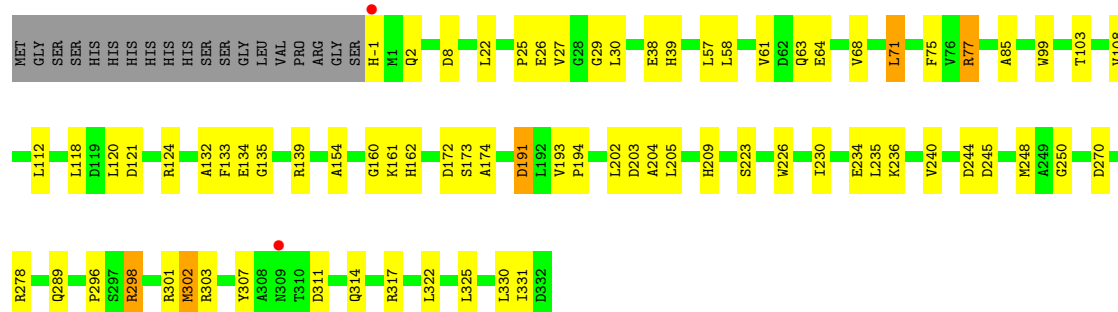 MET GLY SER SER HIS HIS HIS HIS HIS HIS SER SER GLY LEU VAL PRO ARG GLY SER H-1 M1 Q2 D8 L22 P25 E26 V27 G28 G29 L30 E38 H39 L57 L58 V61 D62 Q63 E64 V68 L71 F75 V76 R77 A85 W99 T103 V108
L112 L118 D119 L120 D121 R124 A132 F133 E134 G135 R139 A154 G160 K161 H162 D172 S173 A174 D191 L192 V193 P194 L202 D203 A204 L205 H209 S223 W226 I230 E234 L235 K236 V240 D244 D245 M248 A249 G250 D270
R278 Q289 P296 S297 R298 R301 M302 R303 Y307 A308 N309 T310 D311 Q314 R317 L322 L325 L330 I331 D332